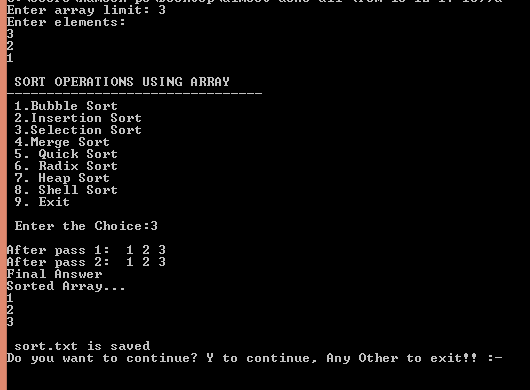 Enter array limit: 3
Enter elements:
3
2
1
SORT OPERATIONS USING ARRAY
----------------------------------
1.Bubble Sort
2.Insertion Sort
3.Selection Sort
4.Merge Sort
5. Quick Sort
6. Radix Sort
7. Heap Sort
8. Shell Sort
9. Exit
Enter the Choice:3
After pass 1:  1 2 3
After pass 2:  1 2 3
Final Answer
Sorted Array...
1
2
3
sort.txt is saved
Do you want to continue? Y to continue, Any Other to exit!! :-